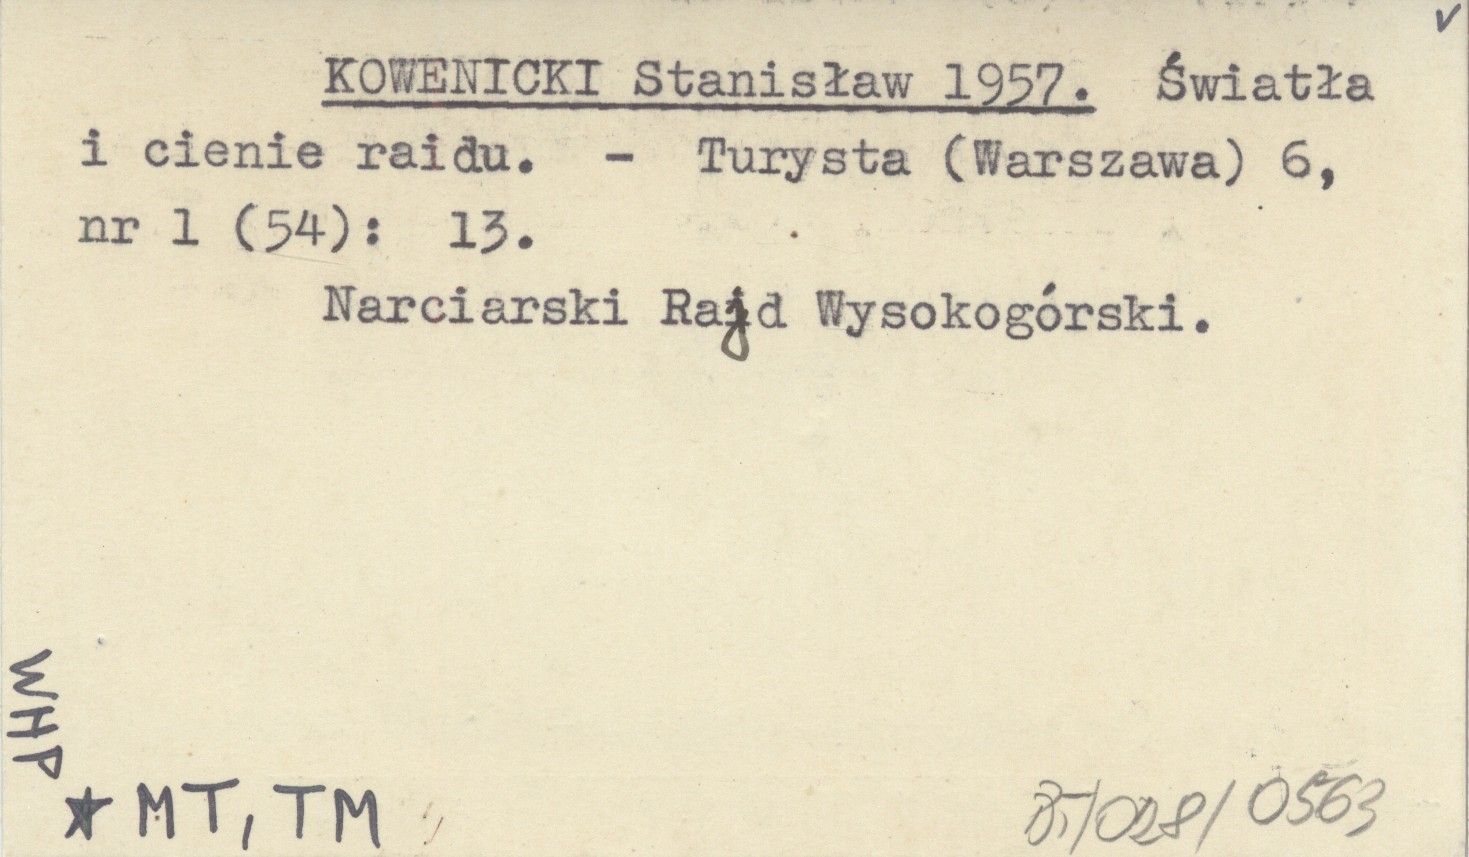 v
KOWENICKI Stanisław 1957. Światła
i cienie raidu. - Turysta (Warszawa) 6,
nr 1 (54): 13.
Narciarski Rajd Wysokogórski.
WHP
★ MT, TM
BT/028/0563